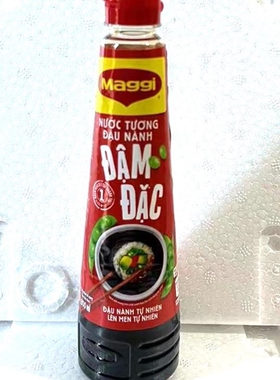 Maggi
NƯỚC TƯƠNG
ĐẬU NÀNH
ĐẬM
ĐẶC
ĐẬU NÀNH TỰ NHIÊN
LÊN MEN TỰ NHIÊN